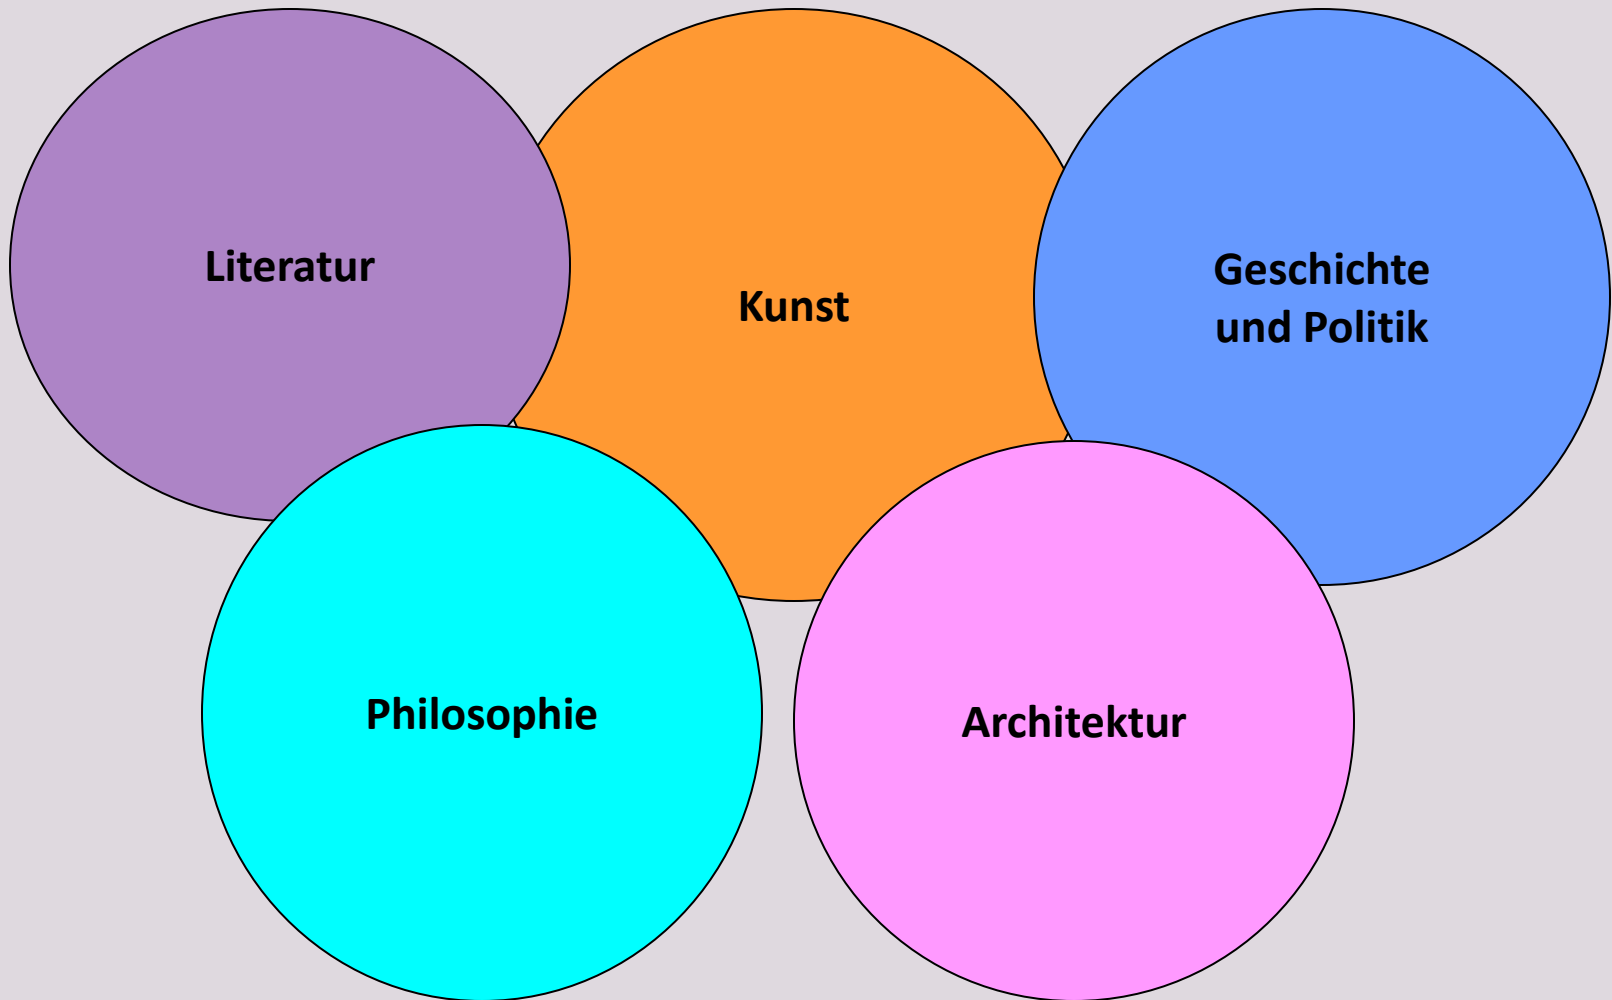 Literatur
Kunst
Geschichte
und Politik
Philosophie
Architektur